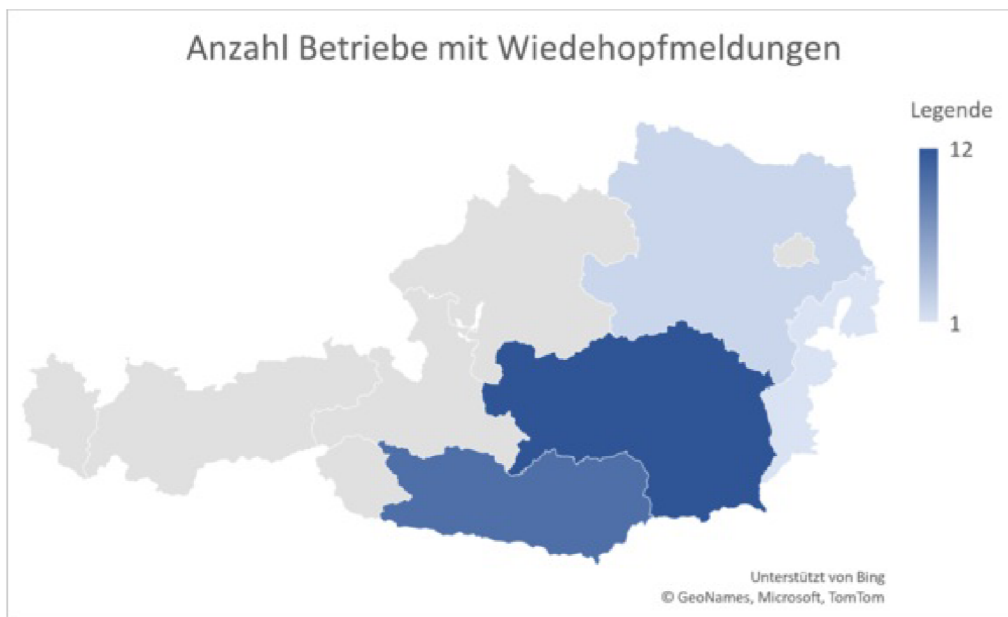 Anzahl Betriebe mit Wiedehopfmeldungen
Legende
12
1
Unterstützt von Bing
© GeoNames, Microsoft, TomTom